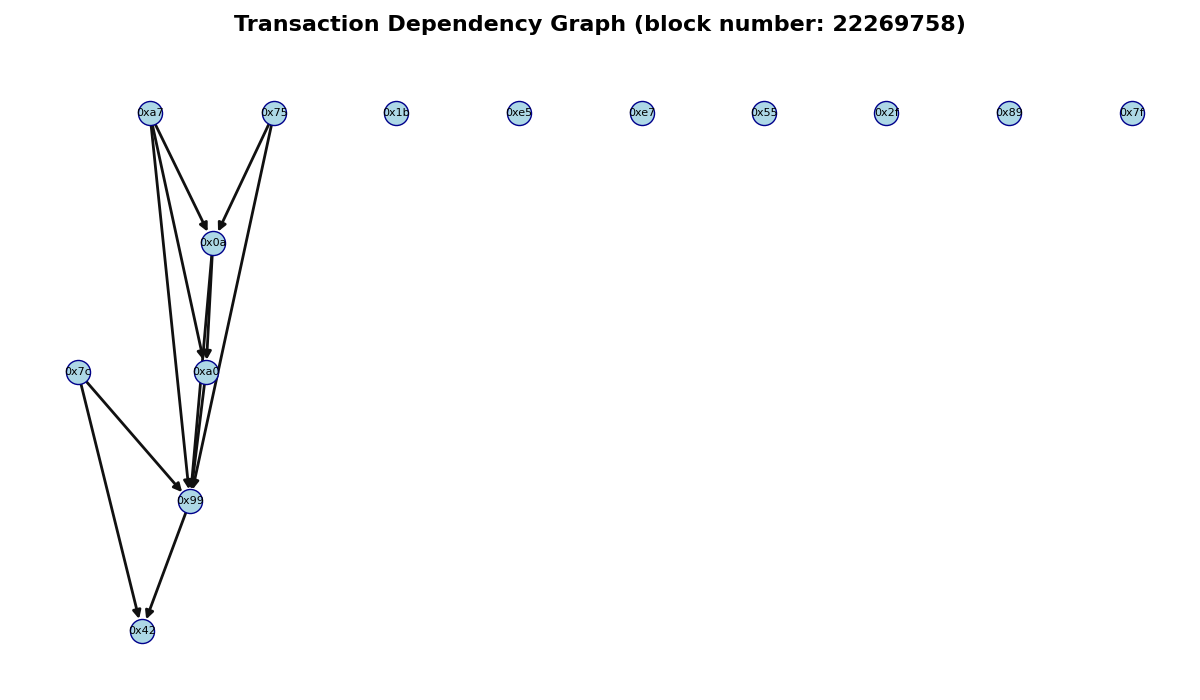 Transaction Dependency Graph (block number: 22269758)
0xa7 0x75 0x1b 0xe5 0xe7 0x55 0x2f 0x89 0x7f
0x0a
0x7c 0xa0
0x99
0x42